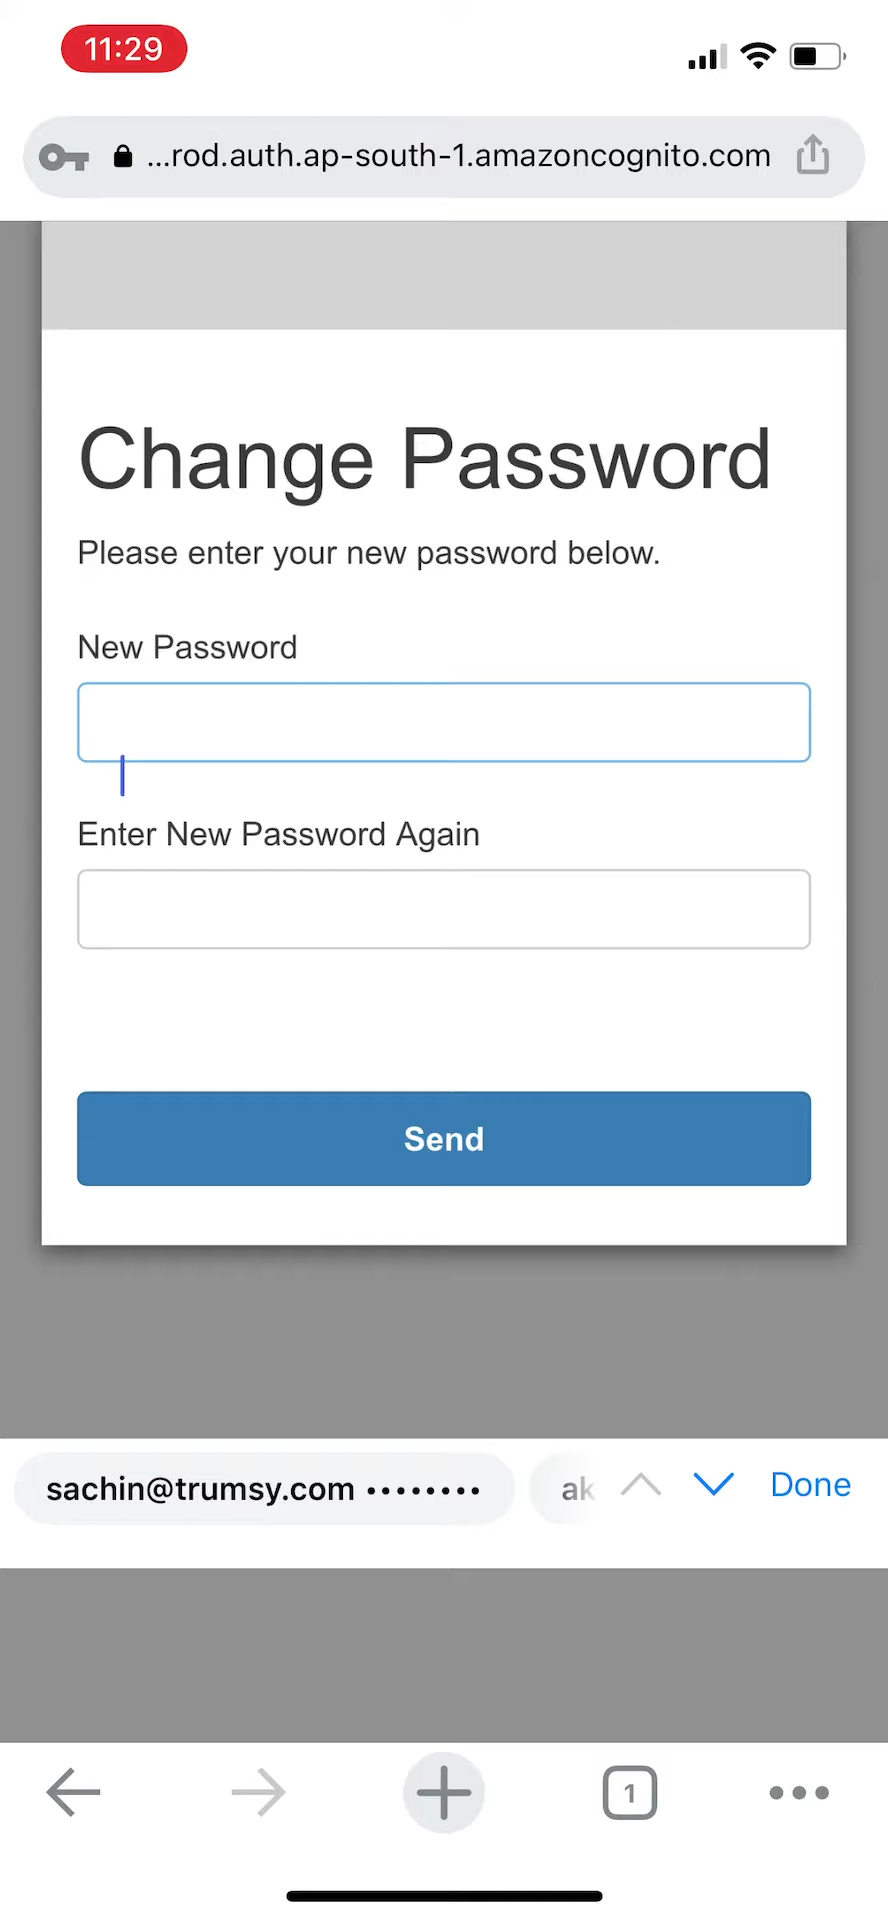 11:29
...rod.auth.ap-south-1.amazoncognito.com
Change Password
Please enter your new password below.
New Password
Enter New Password Again
Send
sachin@trumsy.com ••••••••
ak
Done
1